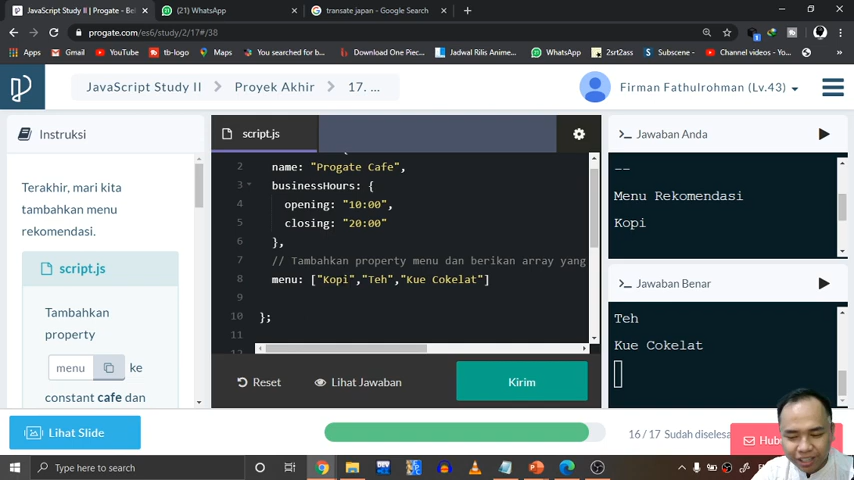 JavaScript Study II | Progate - Bel
(21) WhatsApp
transate japan - Google Search
progate.com/es6/study/2/17#/38
Apps
Gmail
YouTube
tb-logo
Maps
You searched for b...
Download One Piec...
Jadwal Rilis Anime...
WhatsApp
2srt2ass
Subscene -
Channel videos - Yo...
JavaScript Study II
Proyek Akhir
17. ...
Firman Fathulrohman (Lv.43)
Instruksi
Terakhir, mari kita
tambahkan menu
rekomendasi.
script.js
Tambahkan
property
menu ke
constant cafe dan
Lihat Slide
script.js
2 name: "Progate Cafe",
3 businessHours: {
4 opening: "10:00",
5 closing: "20:00"
6 },
7 // Tambahkan property menu dan berikan array yang
8 menu: ["Kopi","Teh","Kue Cokelat"]
9
10 };
11
Reset
Lihat Jawaban
Kirim
Jawaban Anda
--
Menu Rekomendasi
Kopi
Jawaban Benar
Teh
Kue Cokelat
16/17 Sudah diselesa
Hubu
Type here to search